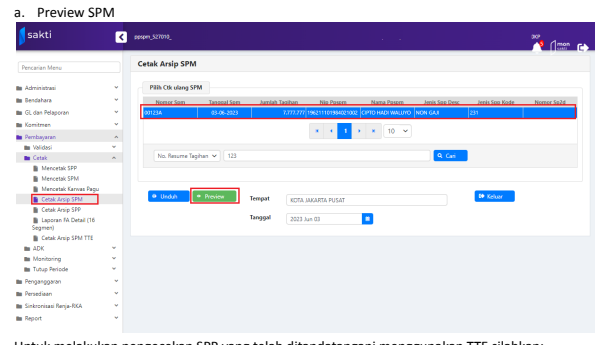 a. Preview SPM
sakti
ppspm_527010_
DKP
mon
Pencarian Menu
Administrasi
Bendahara
GL dan Pelaporan
Komitmen
Pembayaran
Validasi
Cetak
Mencetak SPP
Mencetak SPM
Mencetak Karwas Pagu
Cetak Arsip SPM
Cetak Arsip SPP
Laporan FA Detail (16 Segmen)
Cetak Arsip SPM TTE
ADK
Monitoring
Tutup Periode
Penganggaran
Persediaan
Sinkronisasi Renja-RKA
Report
Cetak Arsip SPM
Pilih Ctk ulang SPM
Nomor Spm Tanggal Spm Jumlah Tagihan Nip Ppspm Nama Ppspm Jenis Spp Desc Jenis Spp Kode Nomor Sp2d
00123A 03-06-2023 7.777.777 196211101984021002 CIPTO HADI WALUYO NON GAJI 231
1 10
No. Resume Tagihan 123 Cari
Unduh Preview Tempat KOTA JAKARTA PUSAT Keluar
Tanggal 2023 Jun 03
Untuk melakukan pengecekan SPP yang telah ditandatangani menggunakan TTE silahkan: